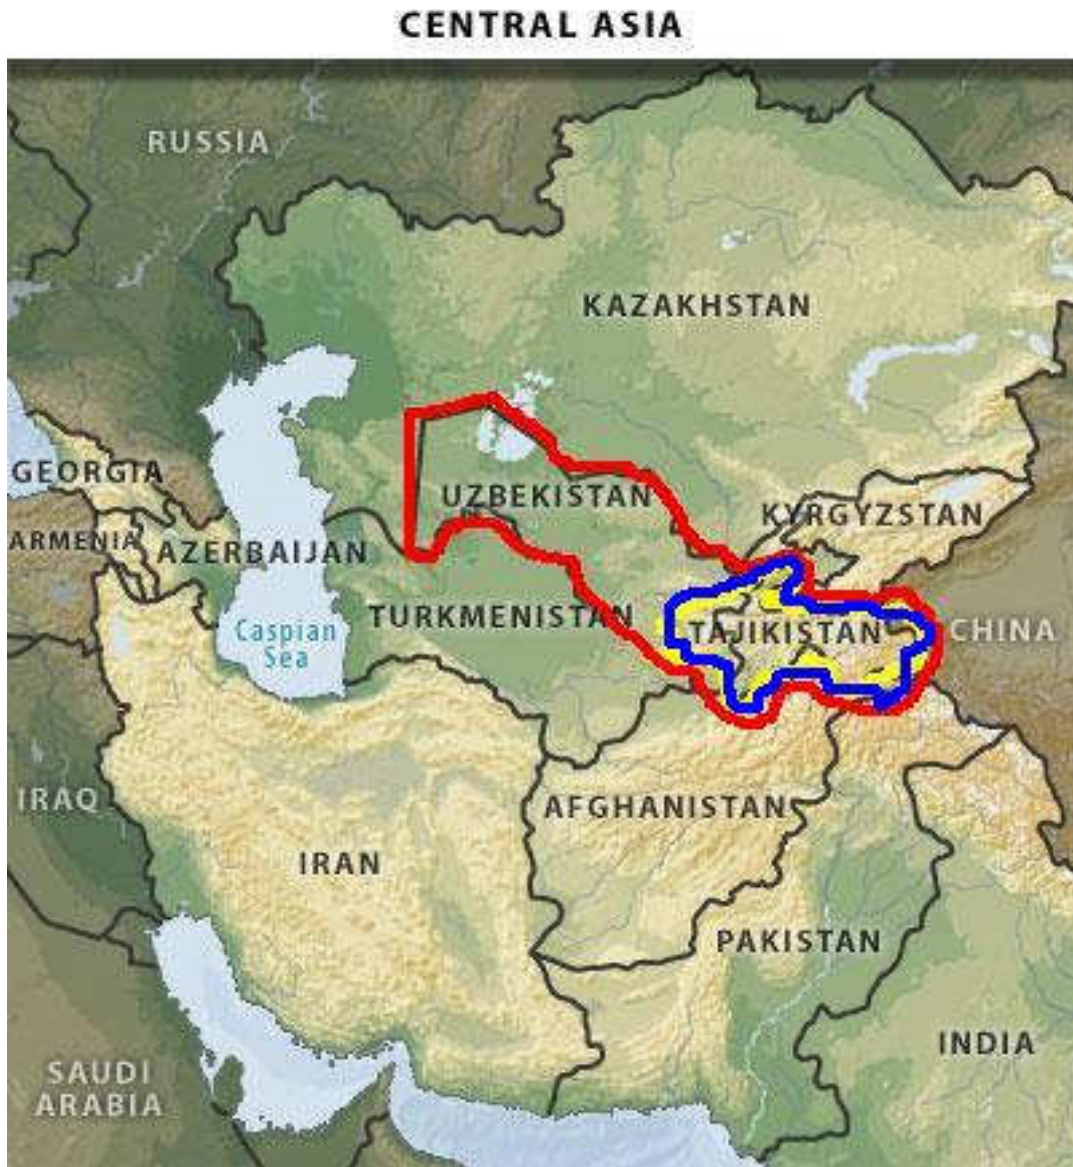 CENTRAL ASIA
RUSSIA
KAZAKHSTAN
GEORGIA
UZBEKISTAN
KYRGYZSTAN
ARMENIA
AZERBAIJAN
TURKMENISTAN
TAJIKISTAN
CHINA
Caspian
Sea
IRAQ
AFGHANISTAN
IRAN
PAKISTAN
INDIA
SAUDI
ARABIA